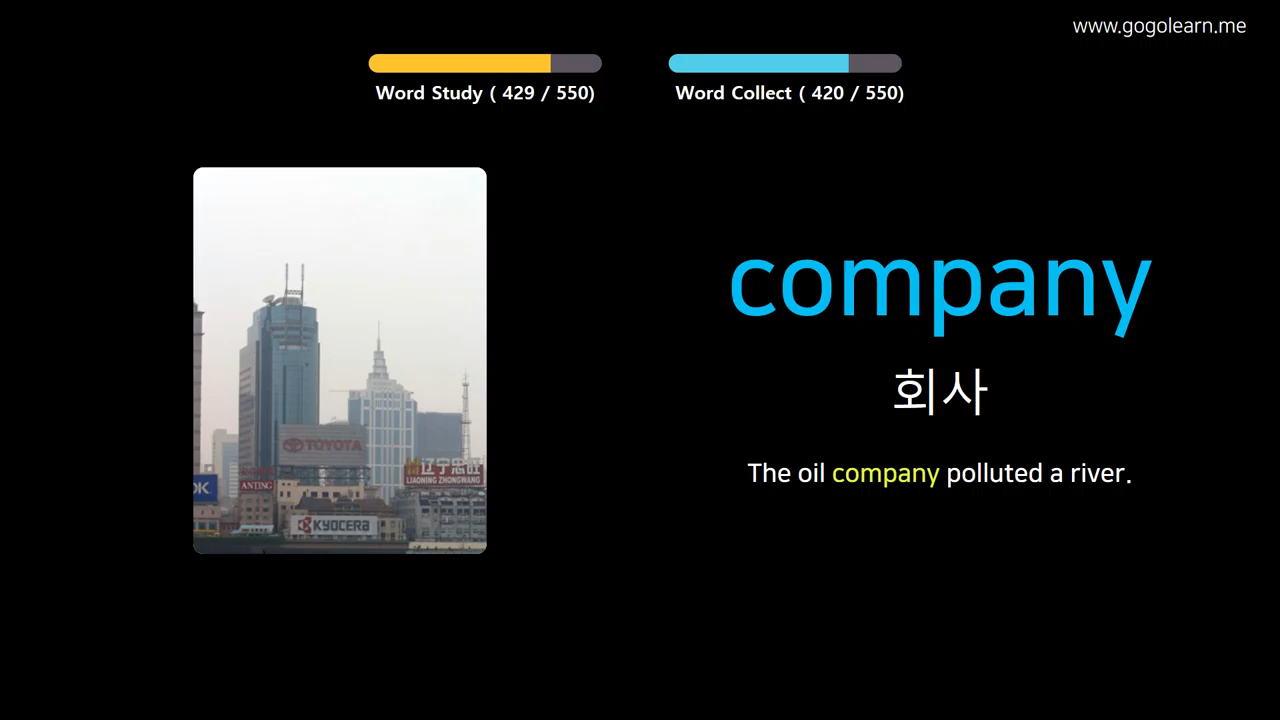 www.gogolearn.me
Word Study ( 429 / 550)
Word Collect ( 420 / 550)
company
회사
The oil company polluted a river.
TOYOTA
辽宁忠旺
LIAONING ZHONGWANG
OK
ANTING
KYOCERA